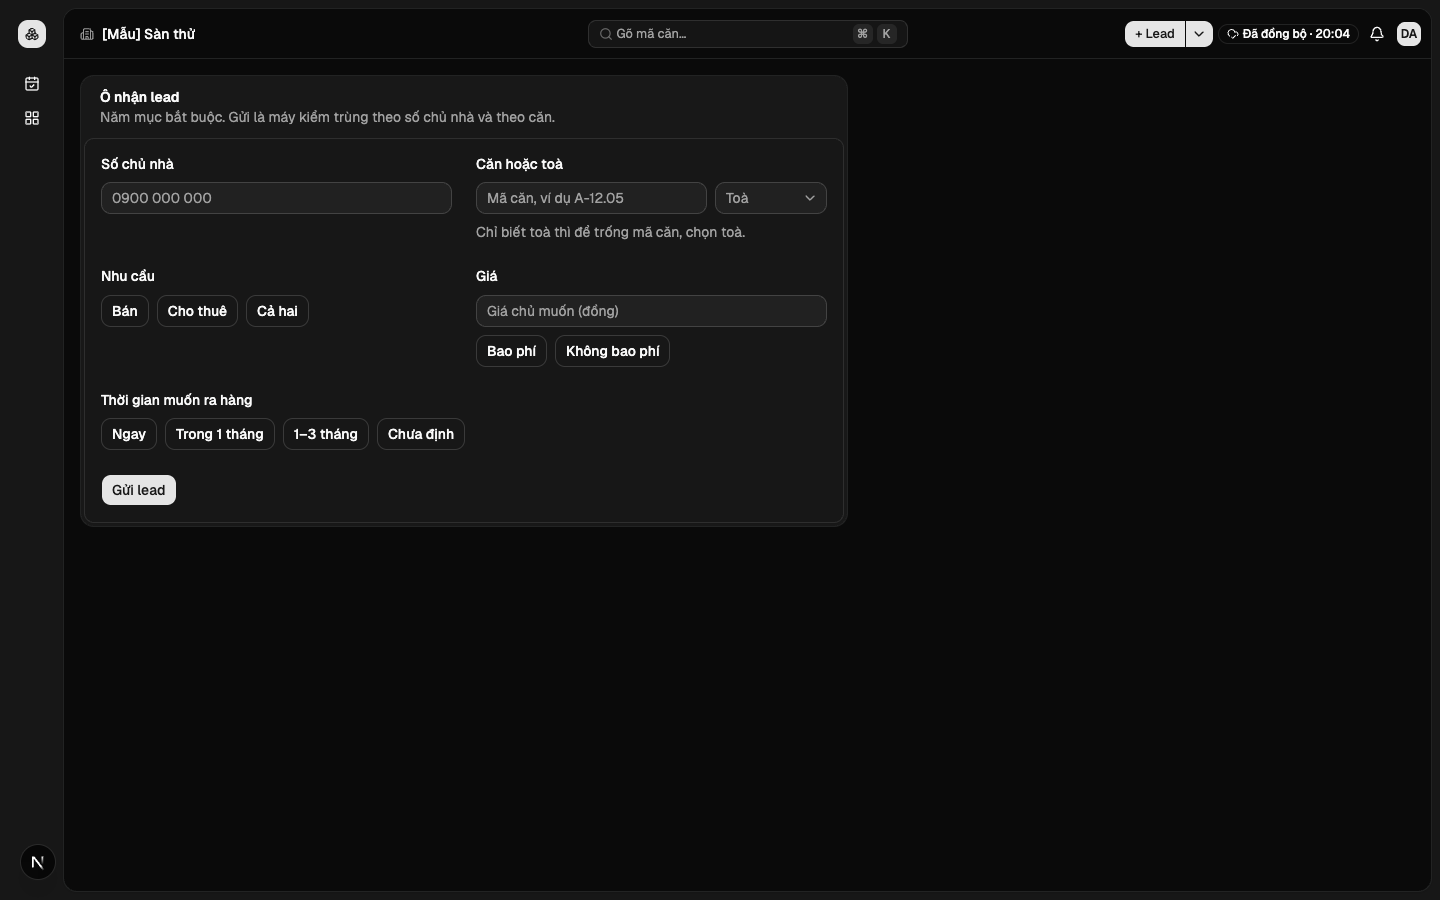 [Mẫu] Sàn thử
Gõ mã căn...
⌘ K
+ Lead
Đã đồng bộ · 20:04
DA
Ô nhận lead
Năm mục bắt buộc. Gửi là máy kiểm trùng theo số chủ nhà và theo căn.
Số chủ nhà
0900 000 000
Căn hoặc toà
Mã căn, ví dụ A-12.05
Toà
Chỉ biết toà thì để trống mã căn, chọn toà.
Nhu cầu
Bán
Cho thuê
Cả hai
Giá
Giá chủ muốn (đồng)
Bao phí
Không bao phí
Thời gian muốn ra hàng
Ngay
Trong 1 tháng
1–3 tháng
Chưa định
Gửi lead
N